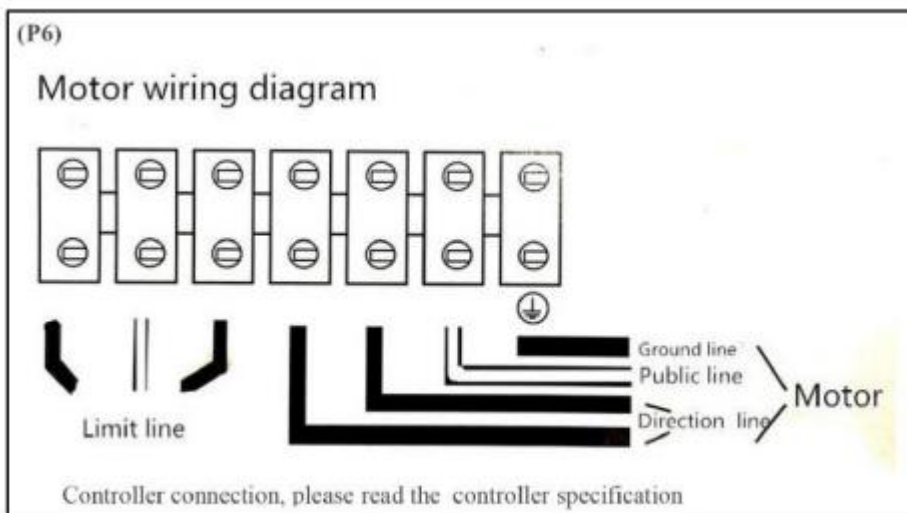 (P6)
Motor wiring diagram
Ground line
Public line
Direction line
Motor
Limit line
Controller connection, please read the controller specification